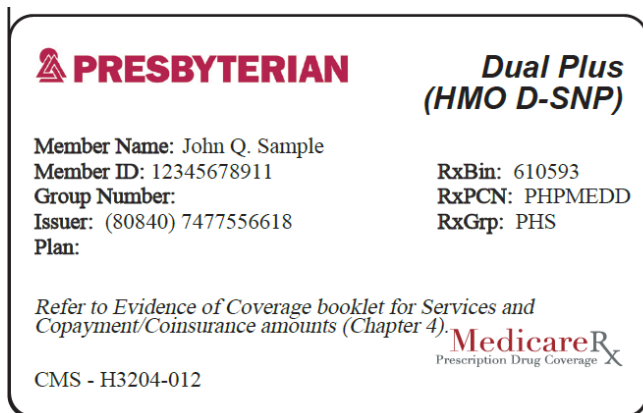 PRESBYTERIAN
Dual Plus
(HMO D-SNP)
Member Name: John Q. Sample
Member ID: 12345678911
Group Number:
Issuer: (80840) 7477556618
Plan:
RxBin: 610593
RxPCN: PHPMEDD
RxGrp: PHS
Refer to Evidence of Coverage booklet for Services and
Copayment/Coinsurance amounts (Chapter 4).
MedicareRx
Prescription Drug Coverage
CMS - H3204-012